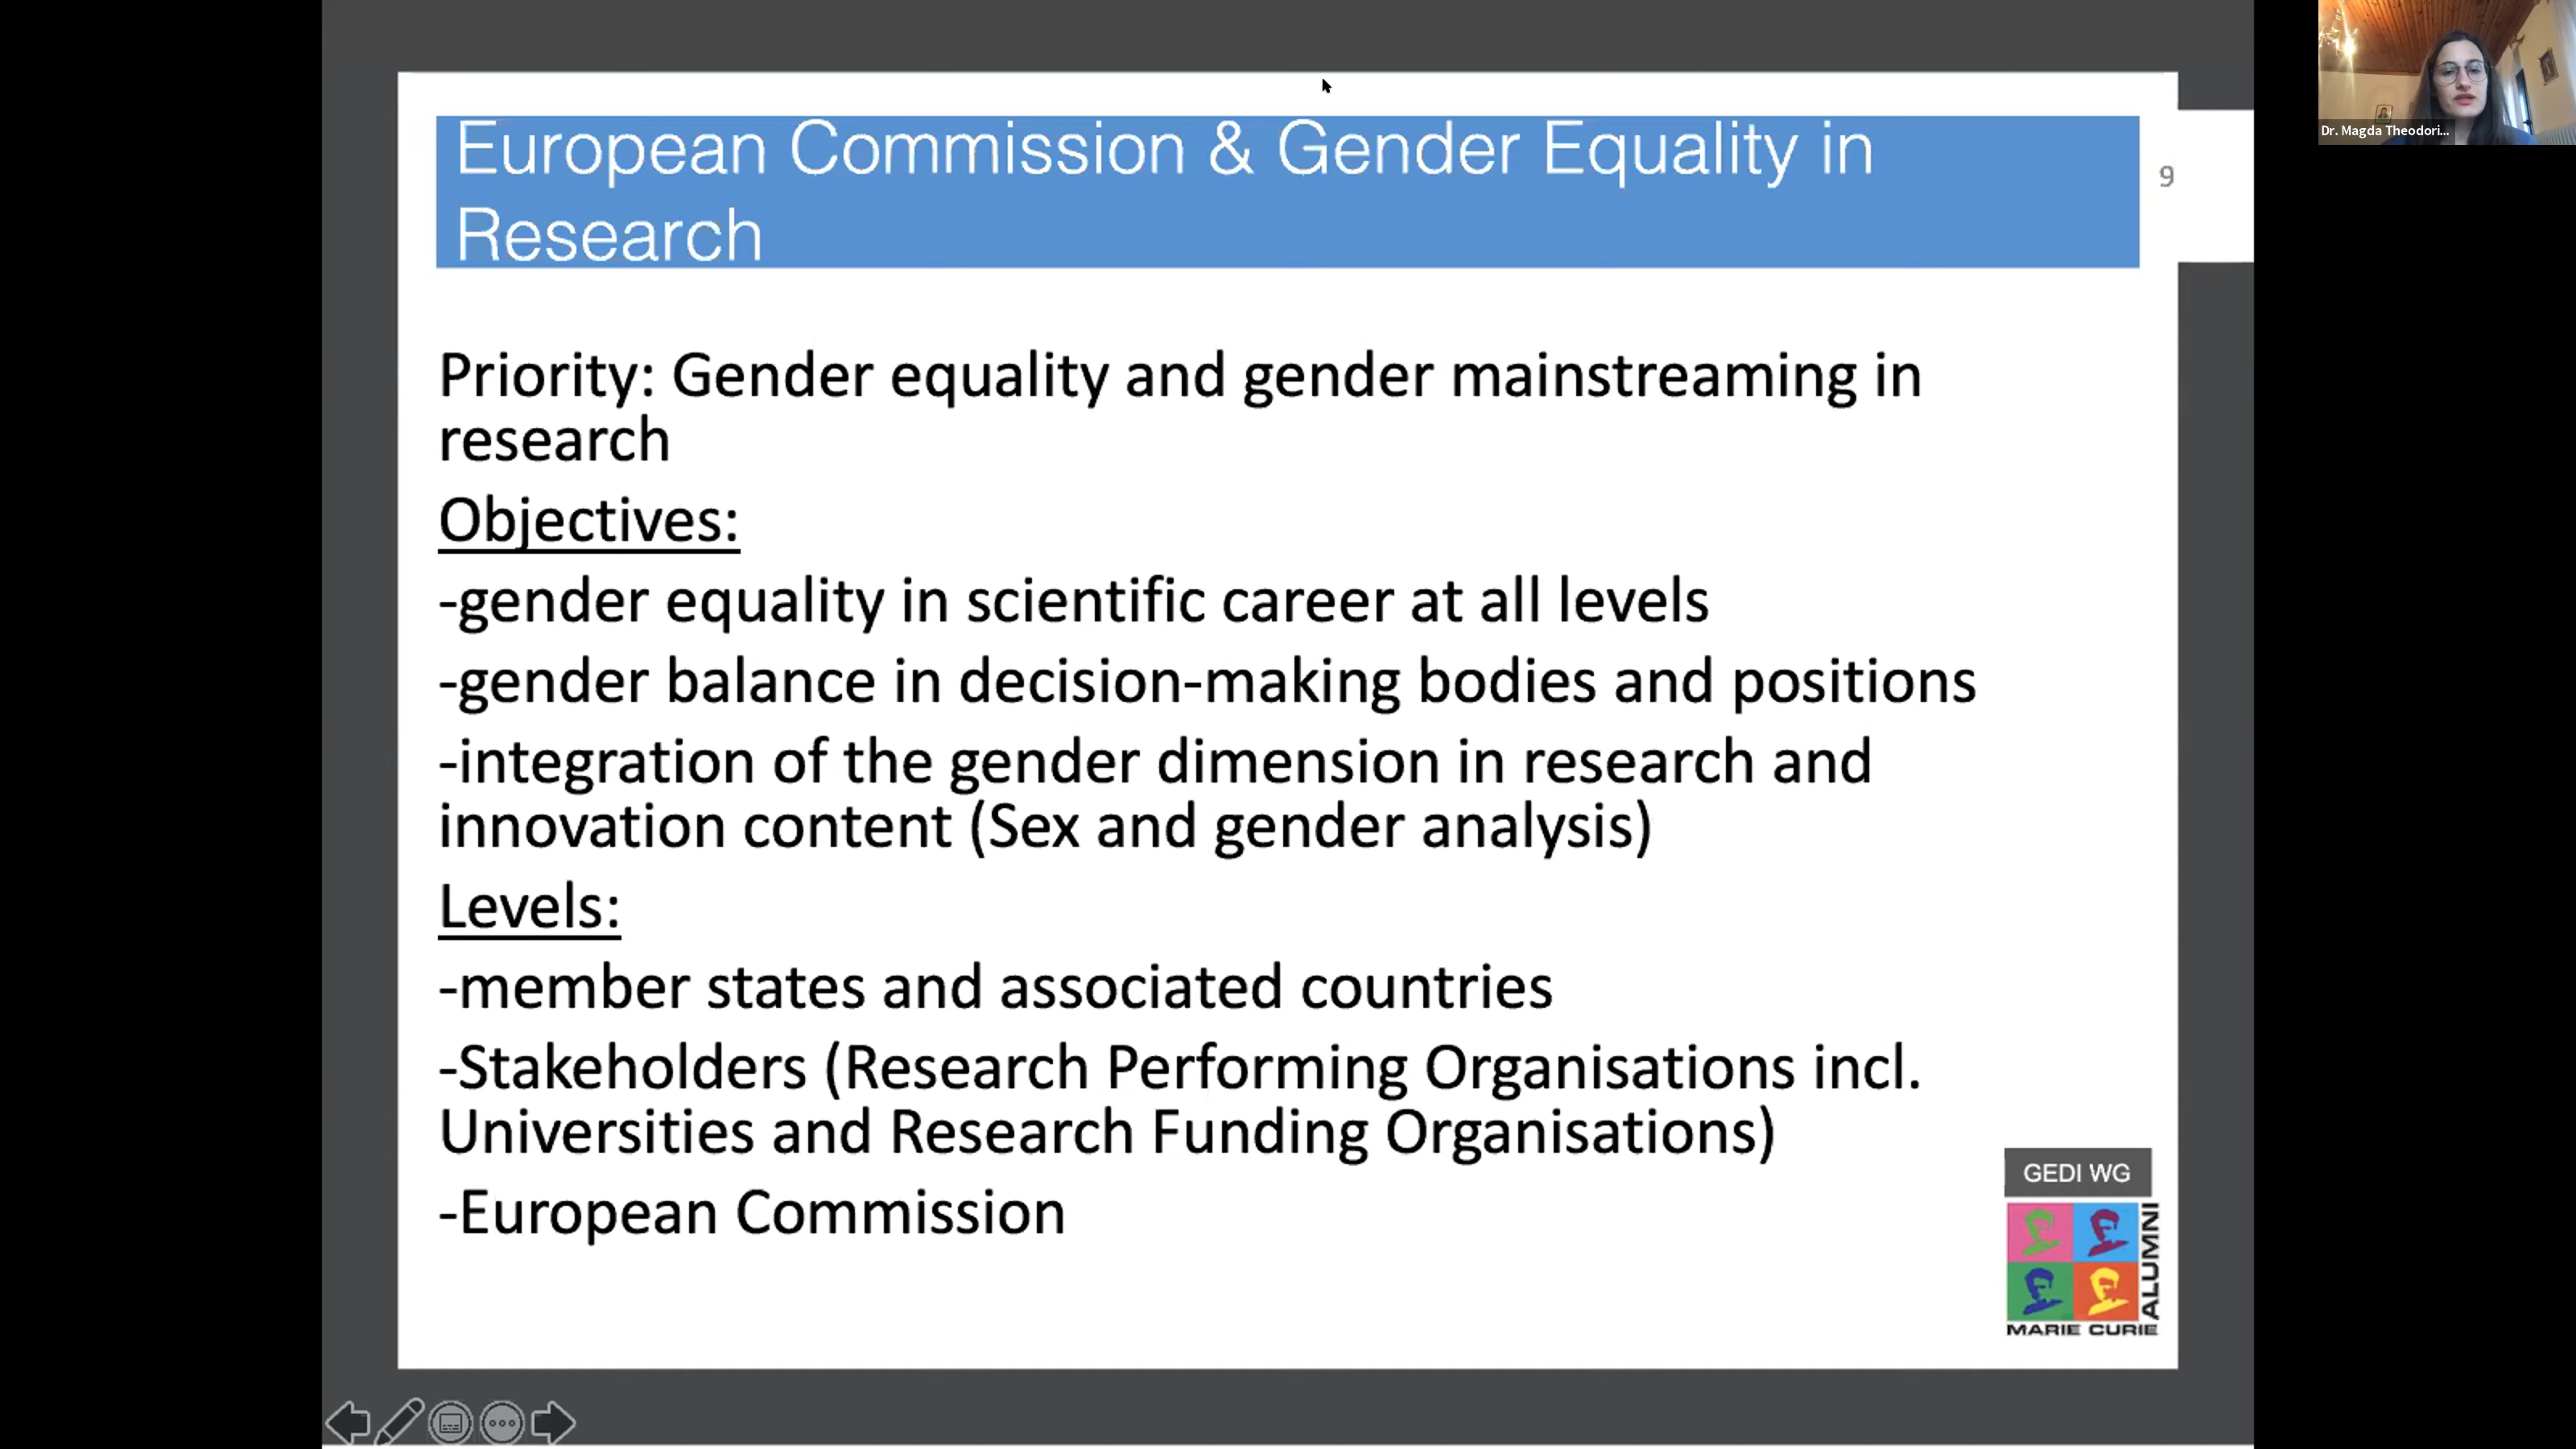 European Commission & Gender Equality in
Research
9
Dr. Magda Theodori...
Priority: Gender equality and gender mainstreaming in
research
Objectives:
-gender equality in scientific career at all levels
-gender balance in decision-making bodies and positions
-integration of the gender dimension in research and
innovation content (Sex and gender analysis)
Levels:
-member states and associated countries
-Stakeholders (Research Performing Organisations incl.
Universities and Research Funding Organisations)
-European Commission
GEDI WG
ALUMNI
MARIE CURIE